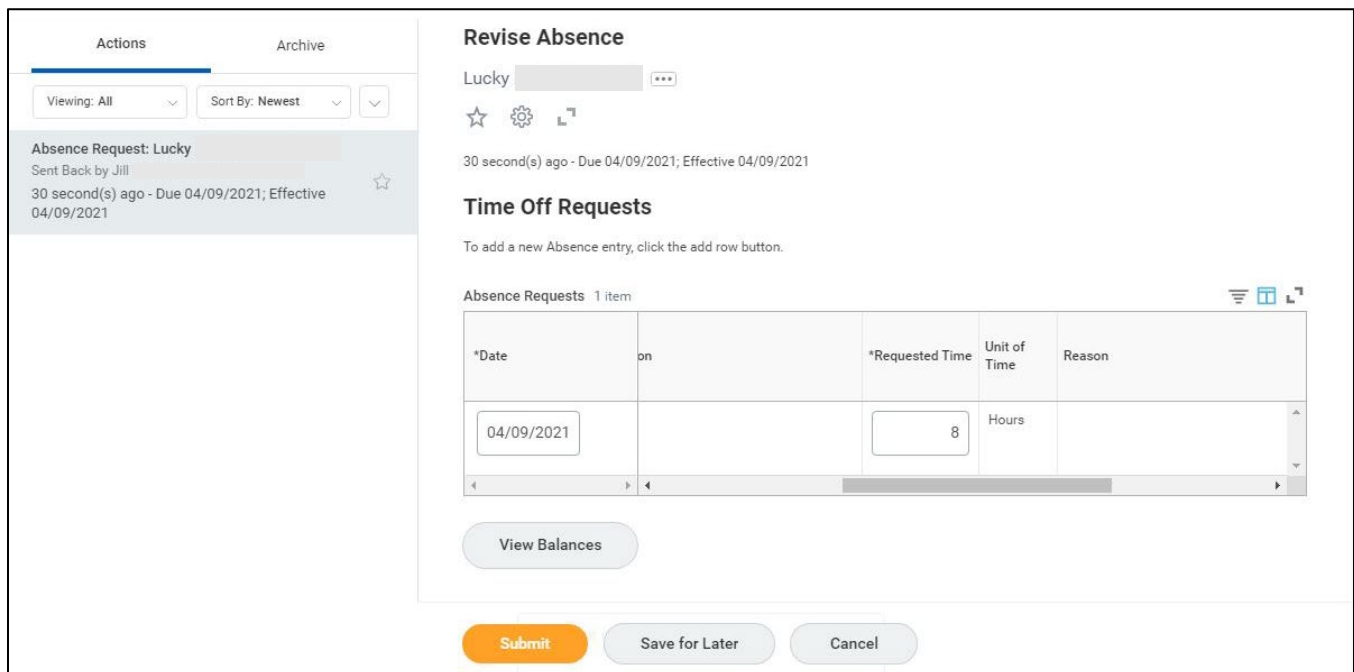 Actions
Archive
Viewing: All
Sort By: Newest
Absence Request: Lucky
Sent Back by Jill
30 second(s) ago - Due 04/09/2021; Effective
04/09/2021
Revise Absence
Lucky
30 second(s) ago - Due 04/09/2021; Effective 04/09/2021
Time Off Requests
To add a new Absence entry, click the add row button.
Absence Requests 1 item
*Date
on
*Requested Time
Unit of
Time
Reason
04/09/2021
8
Hours
View Balances
Submit
Save for Later
Cancel